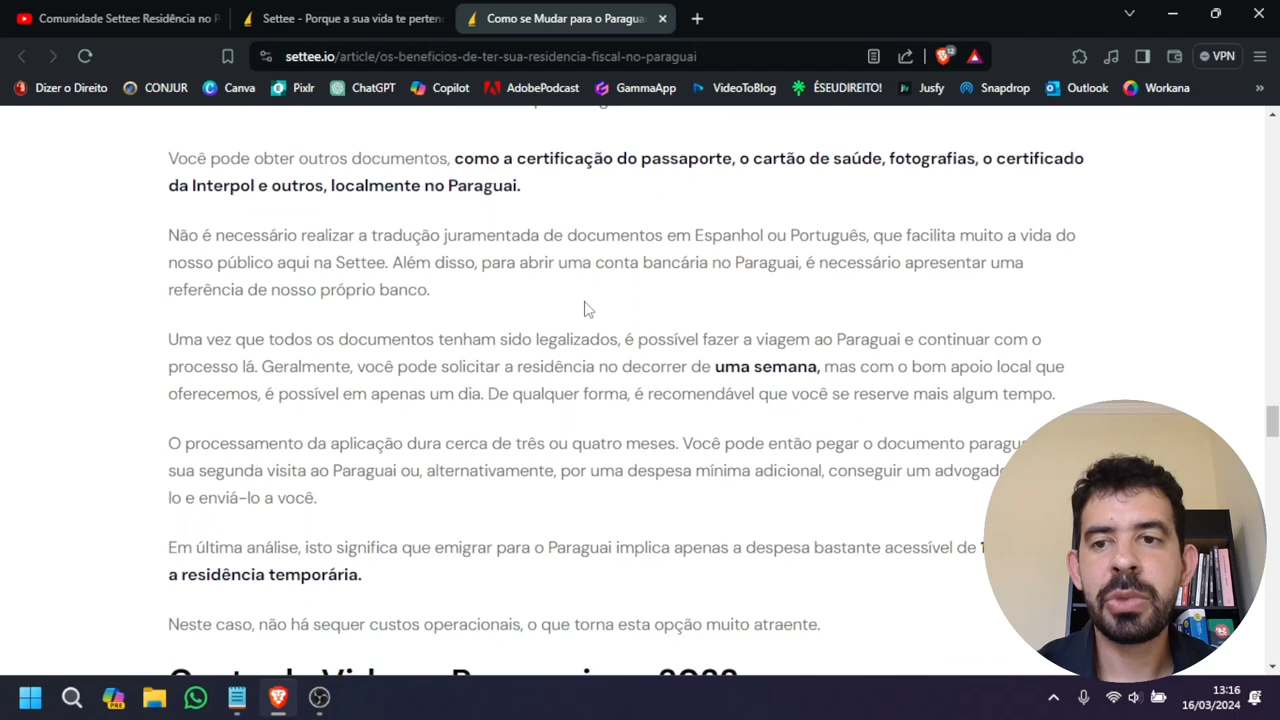 Comunidade Settee: Residência no P
Settee - Porque a sua vida te perten
Como se Mudar para o Paragua
settee.io/article/os-beneficios-de-ter-sua-residencia-fiscal-no-paraguai
12
VPN
Dizer o Direito
CONJUR
Canva
Pixlr
ChatGPT
Copilot
AdobePodcast
GammaApp
VideoToBlog
ÉSEUDIREITO!
Jusfy
Snapdrop
Outlook
Workana
»
Você pode obter outros documentos, como a certificação do passaporte, o cartão de saúde, fotografias, o certificado
da Interpol e outros, localmente no Paraguai.
Não é necessário realizar a tradução juramentada de documentos em Espanhol ou Português, que facilita muito a vida do
nosso público aqui na Settee. Além disso, para abrir uma conta bancária no Paraguai, é necessário apresentar uma
referência de nosso próprio banco.
Uma vez que todos os documentos tenham sido legalizados, é possível fazer a viagem ao Paraguai e continuar com o
processo lá. Geralmente, você pode solicitar a residência no decorrer de uma semana, mas com o bom apoio local que
oferecemos, é possível em apenas um dia. De qualquer forma, é recomendável que você se reserve mais algum tempo.
O processamento da aplicação dura cerca de três ou quatro meses. Você pode então pegar o documento paragu
sua segunda visita ao Paraguai ou, alternativamente, por uma despesa mínima adicional, conseguir um advogado
lo e enviá-lo a você.
Em última análise, isto significa que emigrar para o Paraguai implica apenas a despesa bastante acessível de 1
a residência temporária.
Neste caso, não há sequer custos operacionais, o que torna esta opção muito atraente.
PRE
13:16
16/03/2024